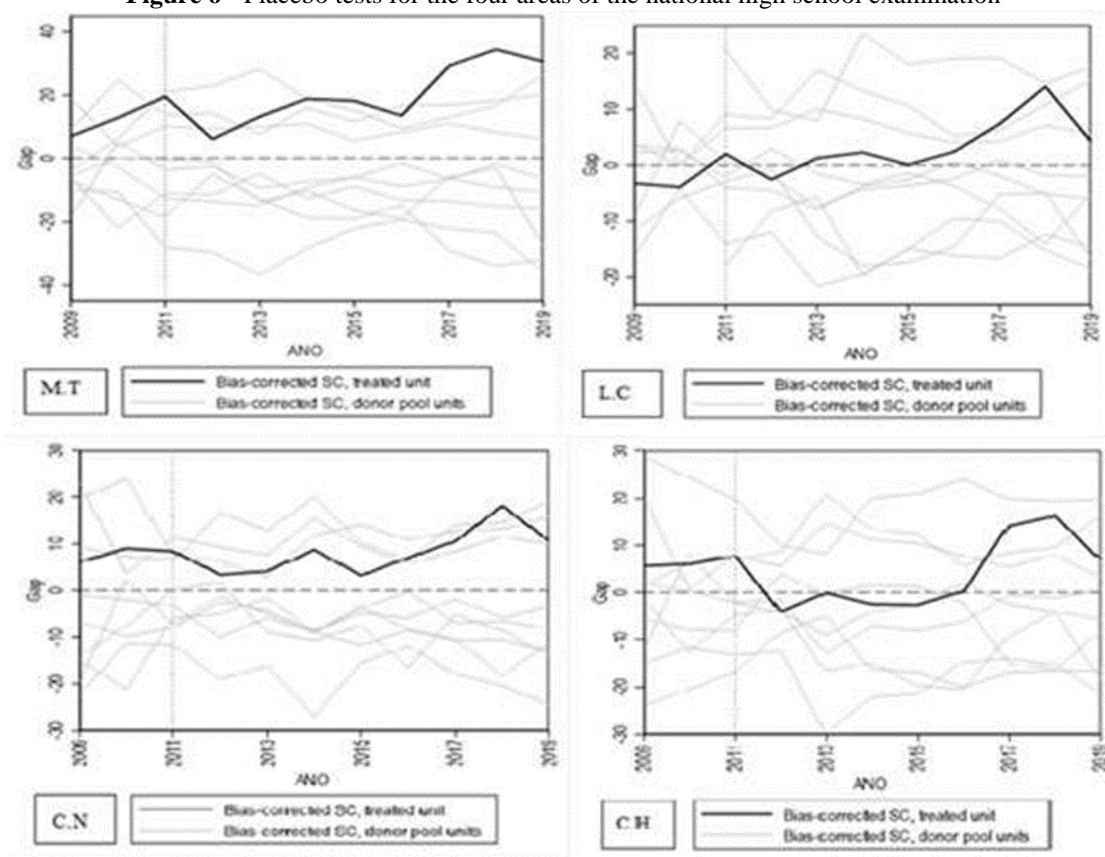 Figure 6 - Placebo tests for the four areas of the national high school examination
40
20
0
-20
-40
Gap
2009
2011
2013
2015
2017
2019
ANO
M.T
Bias-corrected SC, treated unit
Bias-corrected SC, donor pool units
20
10
0
-10
-20
Gap
2009
2011
2013
2015
2017
2019
ANO
L.C
Bias-corrected SC, treated unit
Bias-corrected SC, donor pool units
30
20
10
0
-10
-20
-30
Gap
2009
2011
2013
2015
2017
2019
ANO
C.N
Bias-corrected SC, treated unit
Bias-corrected SC, donor pool units
30
20
10
0
-10
-20
-30
Gap
2009
2011
2013
2015
2017
2019
ANO
C.H
Bias-corrected SC, treated unit
Bias-corrected SC, donor pool units